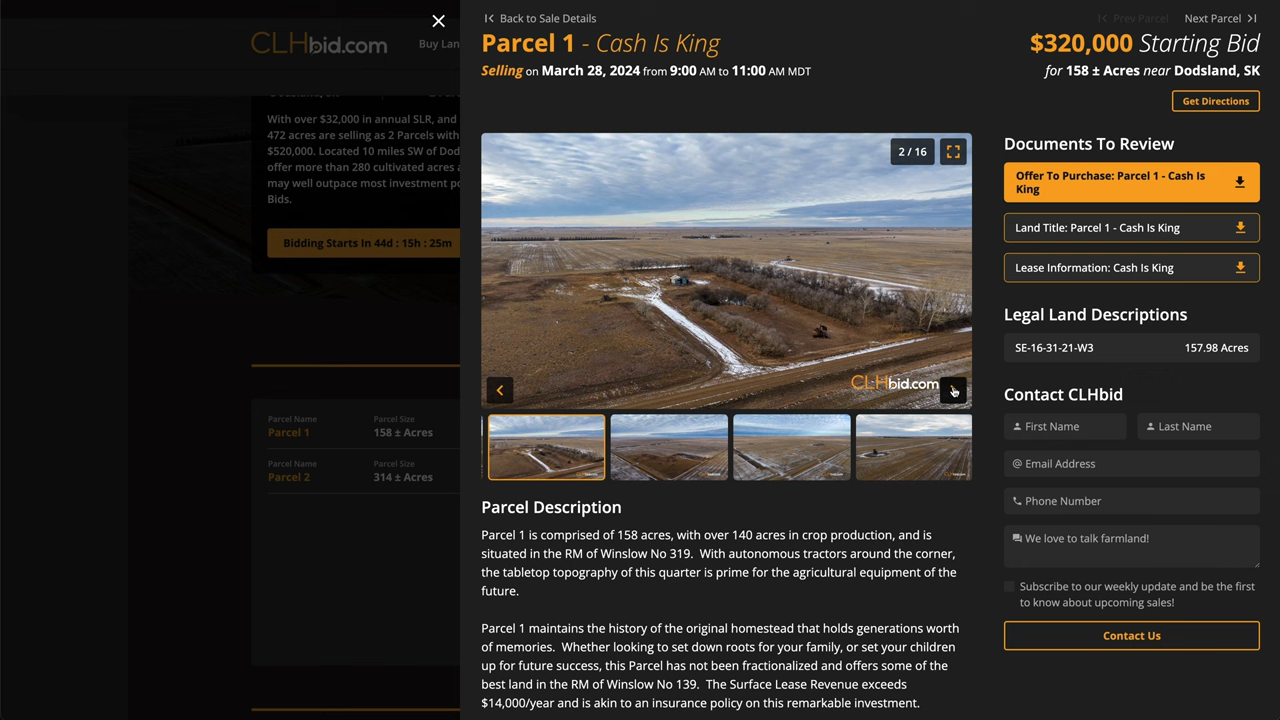 CLHbid.com
Buy Lan
With over $32,000 in annual SLR, and
472 acres are selling as 2 Parcels with
$520,000. Located 10 miles SW of Dod
offer more than 280 cultivated acres a
may well outpace most investment po
Bids.
Bidding Starts In 44d : 15h : 25m
Parcel Name
Parcel Size
Parcel 1
158 ± Acres
Parcel Name
Parcel Size
Parcel 2
314 ± Acres
Back to Sale Details
Prev Parcel
Next Parcel
Parcel 1 - Cash Is King
Selling on March 28, 2024 from 9:00 AM to 11:00 AM MDT
$320,000 Starting Bid
for 158 ± Acres near Dodsland, SK
Get Directions
2 / 16
CLHbid.com
Parcel Description
Parcel 1 is comprised of 158 acres, with over 140 acres in crop production, and is
situated in the RM of Winslow No 319. With autonomous tractors around the corner,
the tabletop topography of this quarter is prime for the agricultural equipment of the
future.
Parcel 1 maintains the history of the original homestead that holds generations worth
of memories. Whether looking to set down roots for your family, or set your children
up for future success, this Parcel has not been fractionalized and offers some of the
best land in the RM of Winslow No 139. The Surface Lease Revenue exceeds
$14,000/year and is akin to an insurance policy on this remarkable investment.
Documents To Review
Offer To Purchase: Parcel 1 - Cash Is
King
Land Title: Parcel 1 - Cash Is King
Lease Information: Cash Is King
Legal Land Descriptions
SE-16-31-21-W3
157.98 Acres
Contact CLHbid
First Name
Last Name
@ Email Address
Phone Number
We love to talk farmland!
Subscribe to our weekly update and be the first
to know about upcoming sales!
Contact Us